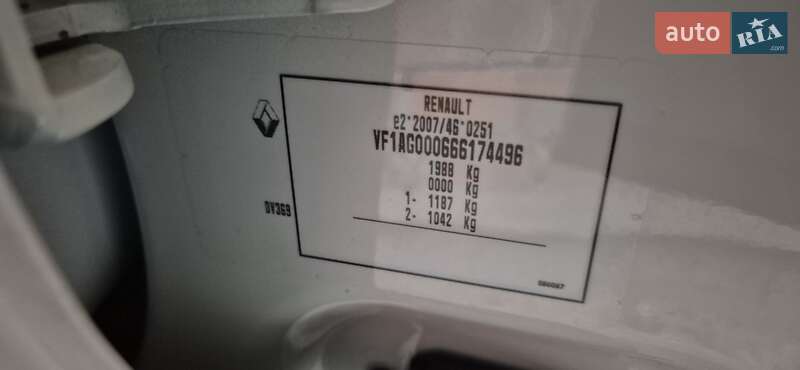 auto RIA .com
RENAULT
e2*2007/46*0251
VF1AG000666174496
1988 Kg
0000 Kg
1- 1187 Kg
2- 1042 Kg
DV369